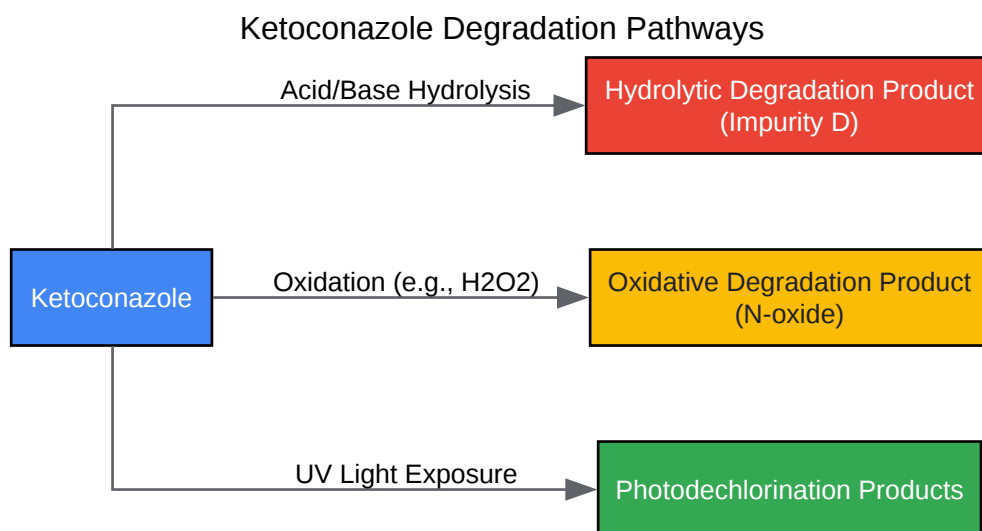 Ketoconazole Degradation Pathways
Acid/Base Hydrolysis
Hydrolytic Degradation Product
(Impurity D)
Ketoconazole
Oxidation (e.g., H2O2)
Oxidative Degradation Product
(N-oxide)
UV Light Exposure
Photodechlorination Products